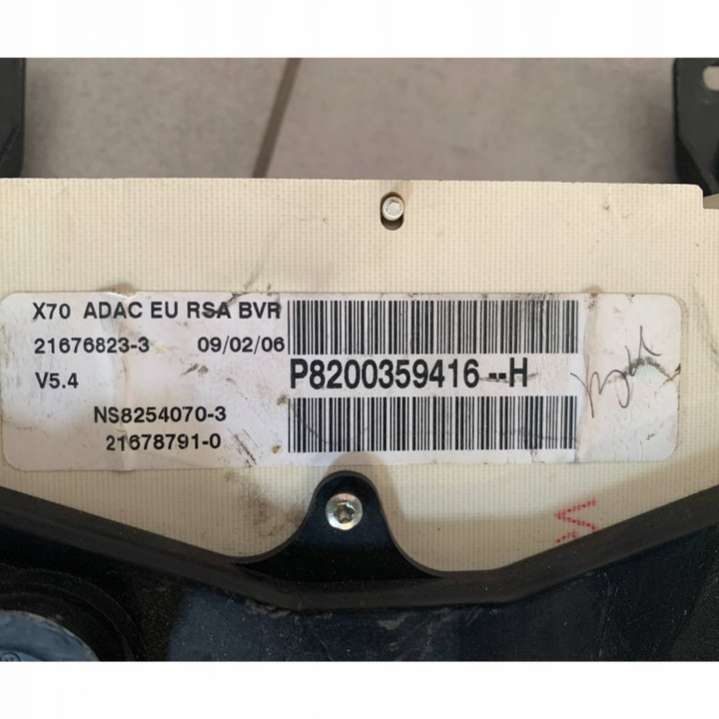 X70 ADAC EU RSA BVR
21676823-3 09/02/06
V5.4
P8200359416--H
NS8254070-3
21678791-0